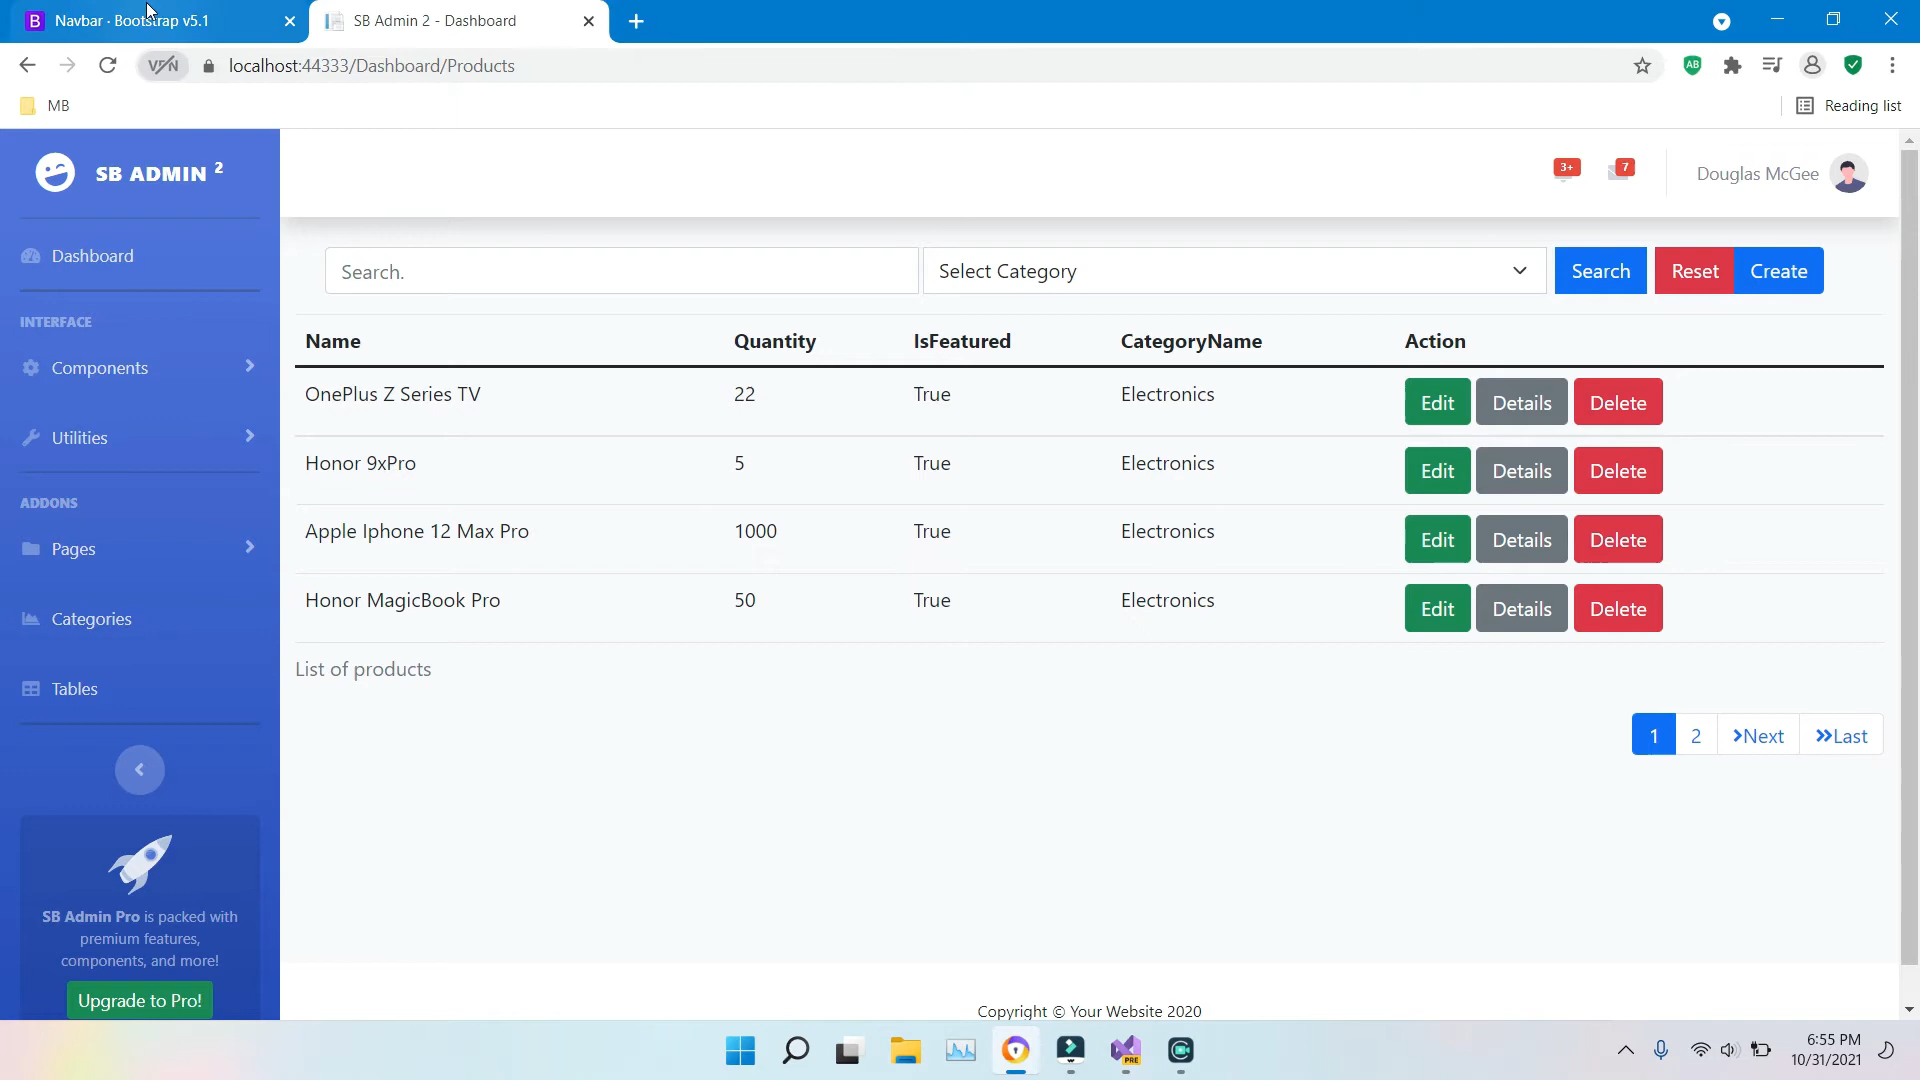 Navbar · Bootstrap v5.1
SB Admin 2 - Dashboard
VPN
localhost:44333/Dashboard/Products
AB
MB
Reading list
SB ADMIN 2
3+
7
Douglas McGee
Dashboard
INTERFACE
Components
Utilities
ADDONS
Pages
Categories
Tables
SB Admin Pro is packed with
premium features,
components, and more!
Upgrade to Pro!
Search.
Select Category
Search
Reset
Create
Name Quantity IsFeatured CategoryName Action
OnePlus Z Series TV 22 True Electronics Edit Details Delete
Honor 9xPro 5 True Electronics Edit Details Delete
Apple Iphone 12 Max Pro 1000 True Electronics Edit Details Delete
Honor MagicBook Pro 50 True Electronics Edit Details Delete
List of products
1 2 Next Last
Copyright © Your Website 2020
PRE
6:55 PM
10/31/2021